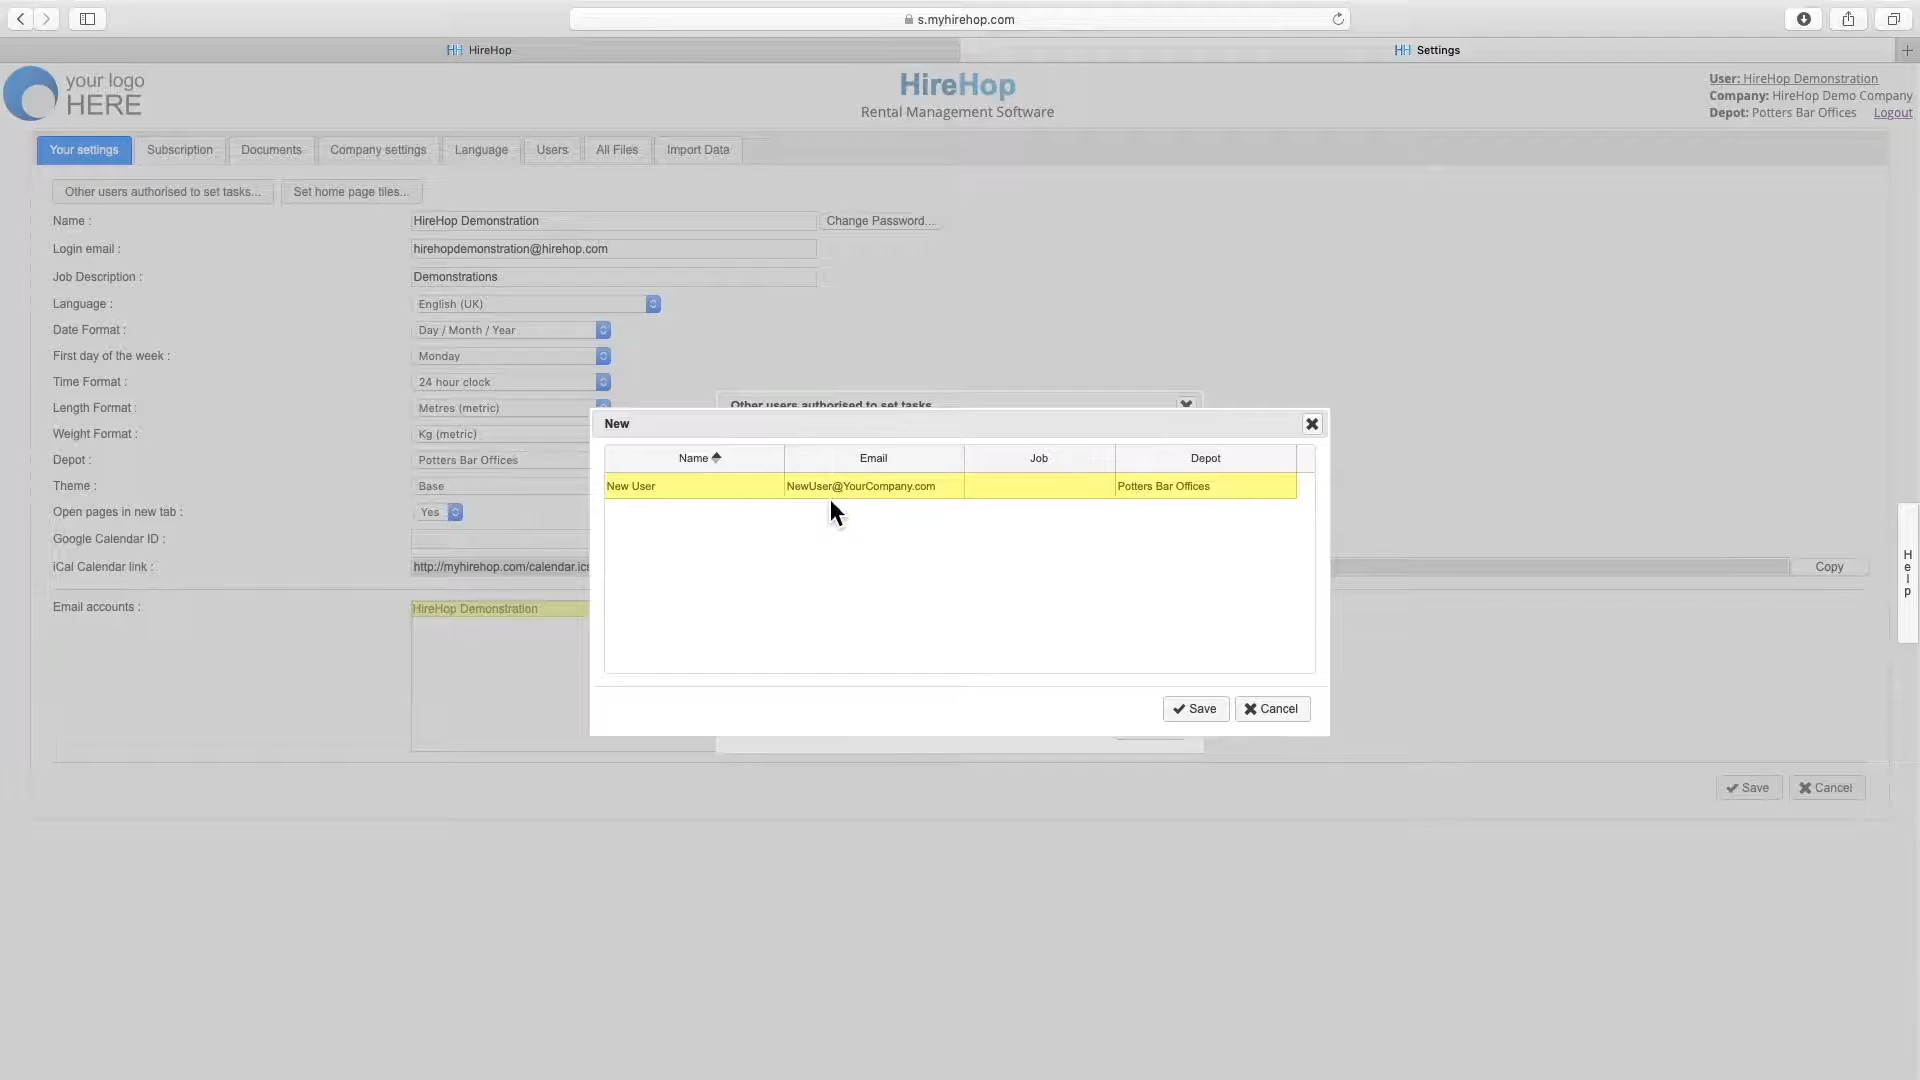 s.myhirehop.com
HH HireHop
HH Settings
your logo
HERE
HireHop
Rental Management Software
User: HireHop Demonstration
Company: HireHop Demo Company
Depot: Potters Bar Offices Logout
Your settings Subscription Documents Company settings Language Users All Files Import Data
Other users authorised to set tasks... Set home page tiles...
Name : HireHop Demonstration Change Password...
Login email : hirehopdemonstration@hirehop.com
Job Description : Demonstrations
Language : English (UK)
Date Format : Day / Month / Year
First day of the week : Monday
Time Format : 24 hour clock
Length Format : Metres (metric)
Weight Format : Kg (metric)
Depot : Potters Bar Offices
Theme : Base
Open pages in new tab : Yes
Google Calendar ID :
iCal Calendar link : http://myhirehop.com/calendar.ics
Copy
Email accounts : HireHop Demonstration
Other users authorised to set tasks
New
Name Email Job Depot
New User NewUser@YourCompany.com Potters Bar Offices
Save Cancel
Save Cancel
Help